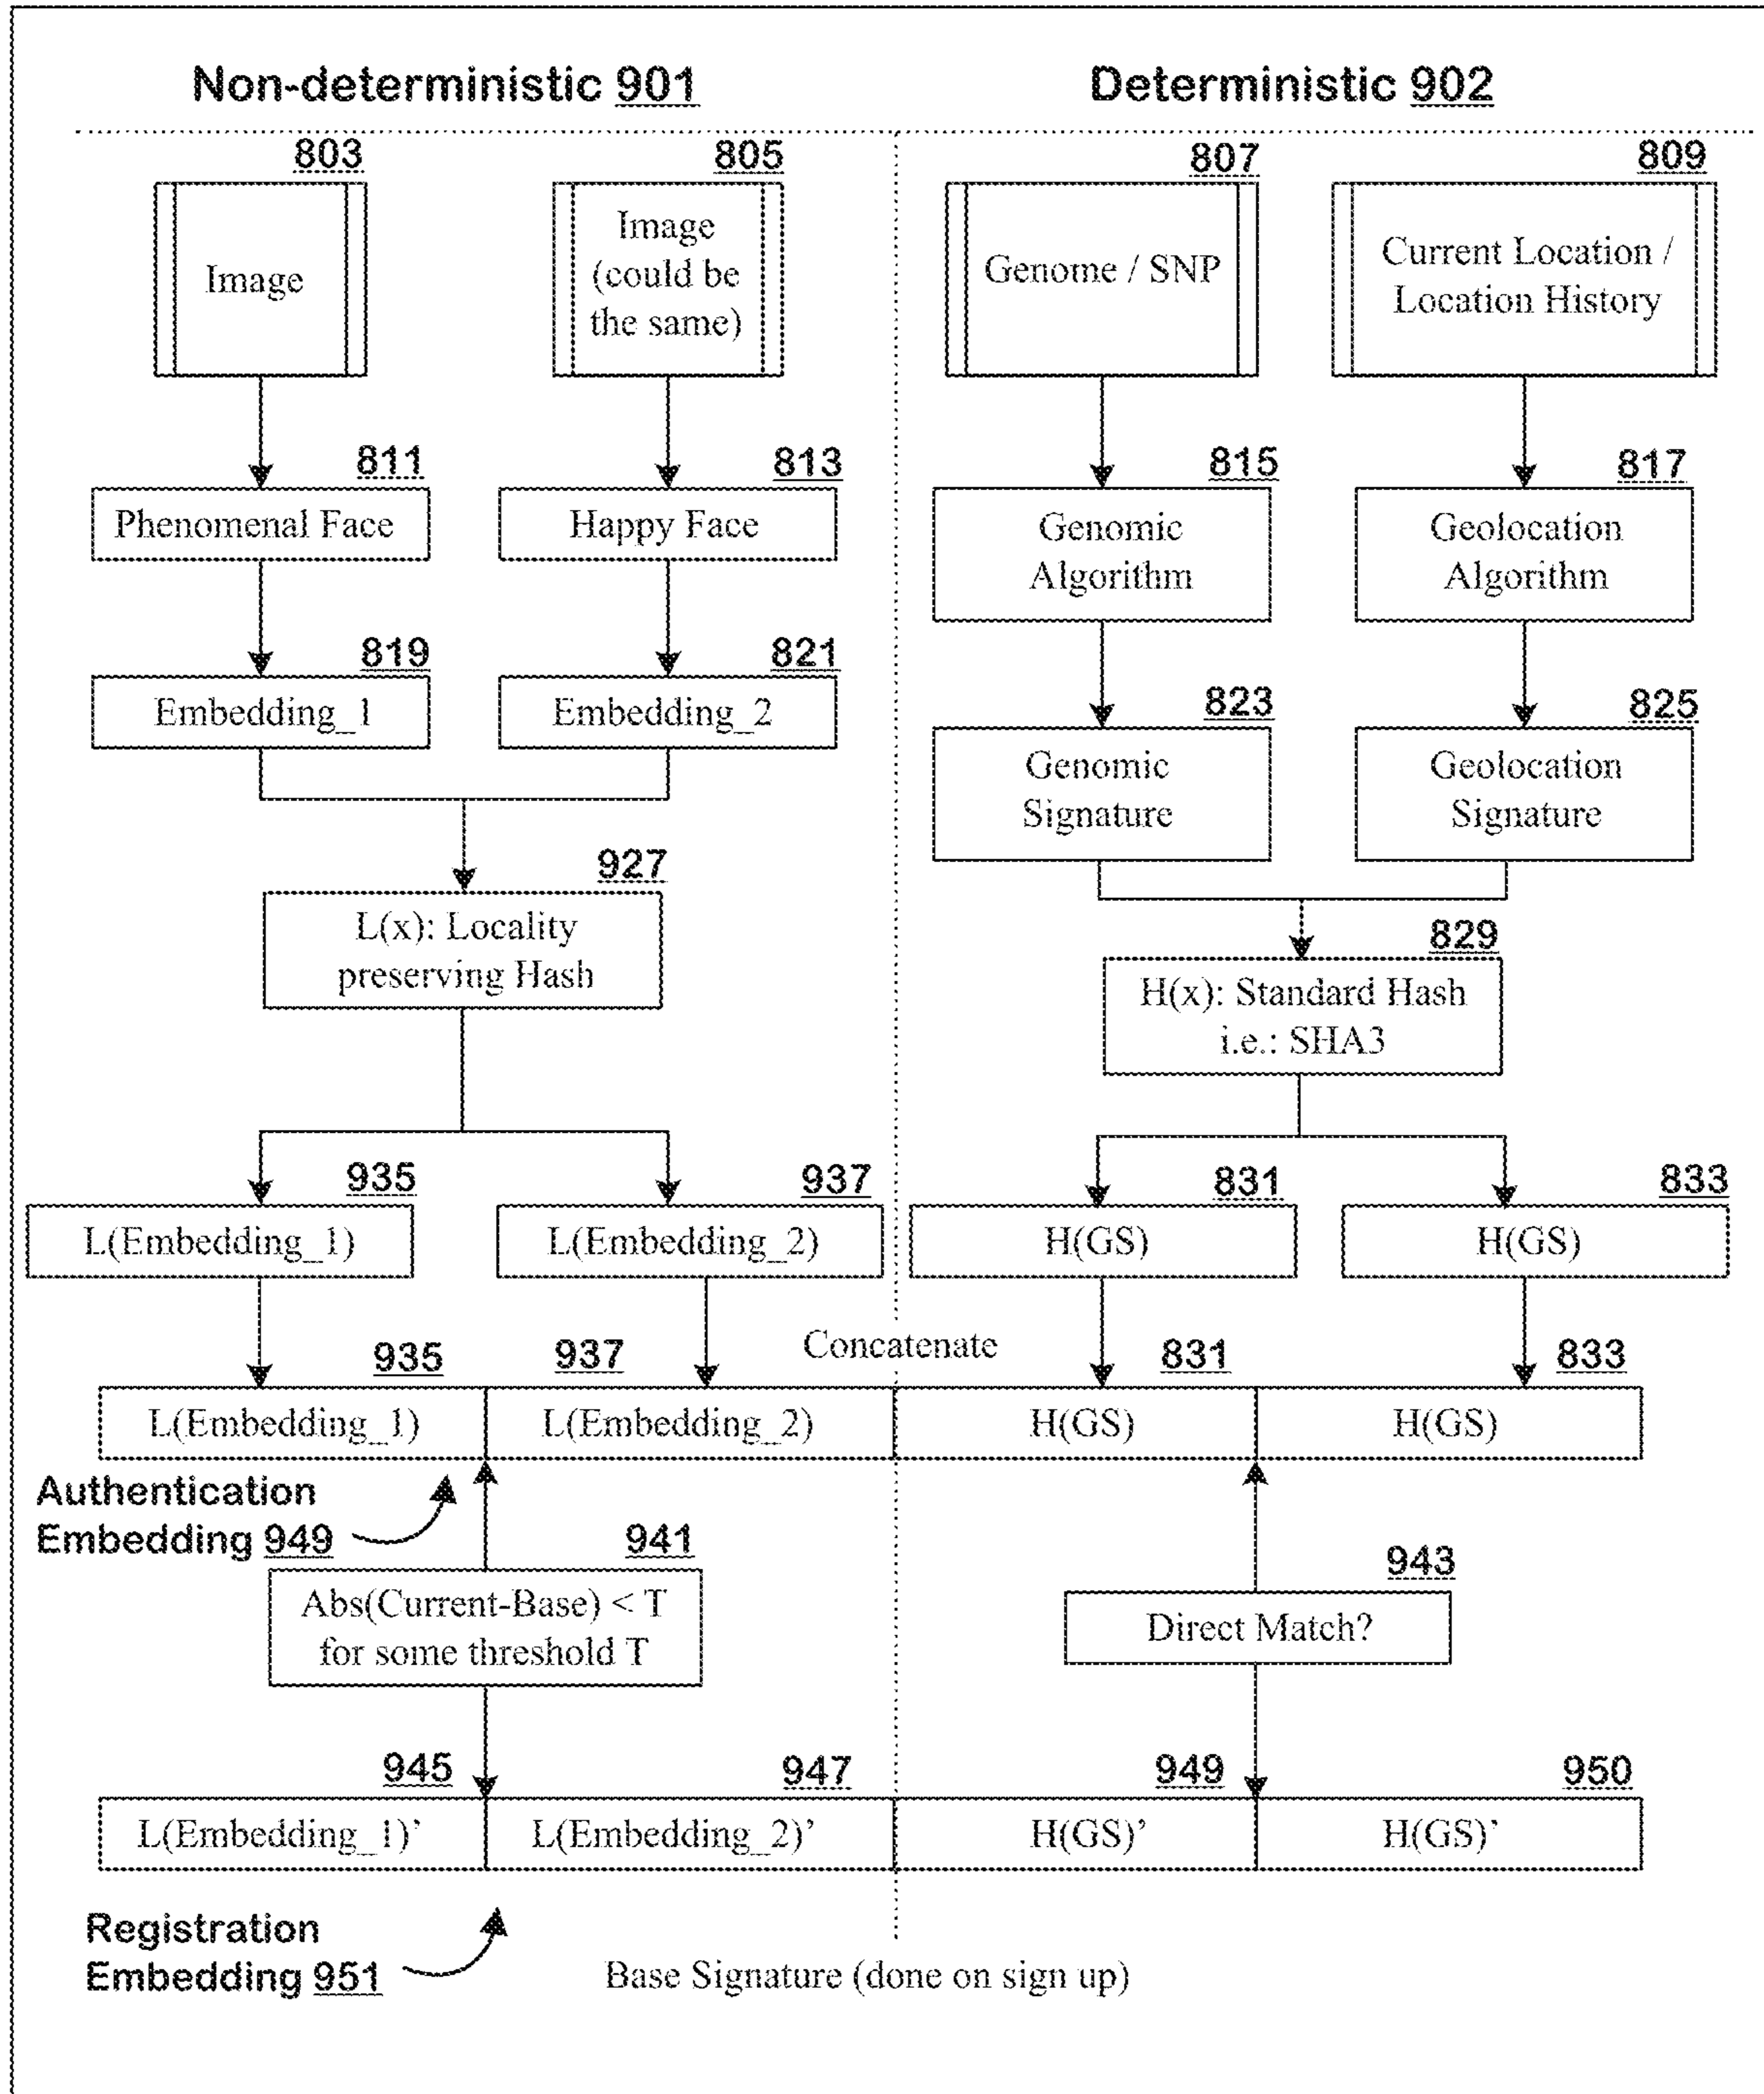 Non-deterministic 901
Deterministic 902
803
805
807
809
Image
Image
(could be
the same)
Genome / SNP
Current Location /
Location History
811
813
815
817
Phenomenal Face
Happy Face
Genomic
Algorithm
Geolocation
Algorithm
819
821
823
825
Embedding_1
Embedding_2
Genomic
Signature
Geolocation
Signature
927
L(x): Locality
preserving Hash
829
H(x): Standard Hash
i.e.: SHA3
935
937
831
833
L(Embedding_1)
L(Embedding_2)
H(GS)
H(GS)
Concatenate
935
937
831
833
L(Embedding_1)
L(Embedding_2)
H(GS)
H(GS)
Authentication
Embedding 949
941
Abs(Current-Base) < T
for some threshold T
943
Direct Match?
945
947
949
950
L(Embedding_1)’
L(Embedding_2)’
H(GS)’
H(GS)’
Registration
Embedding 951
Base Signature (done on sign up)